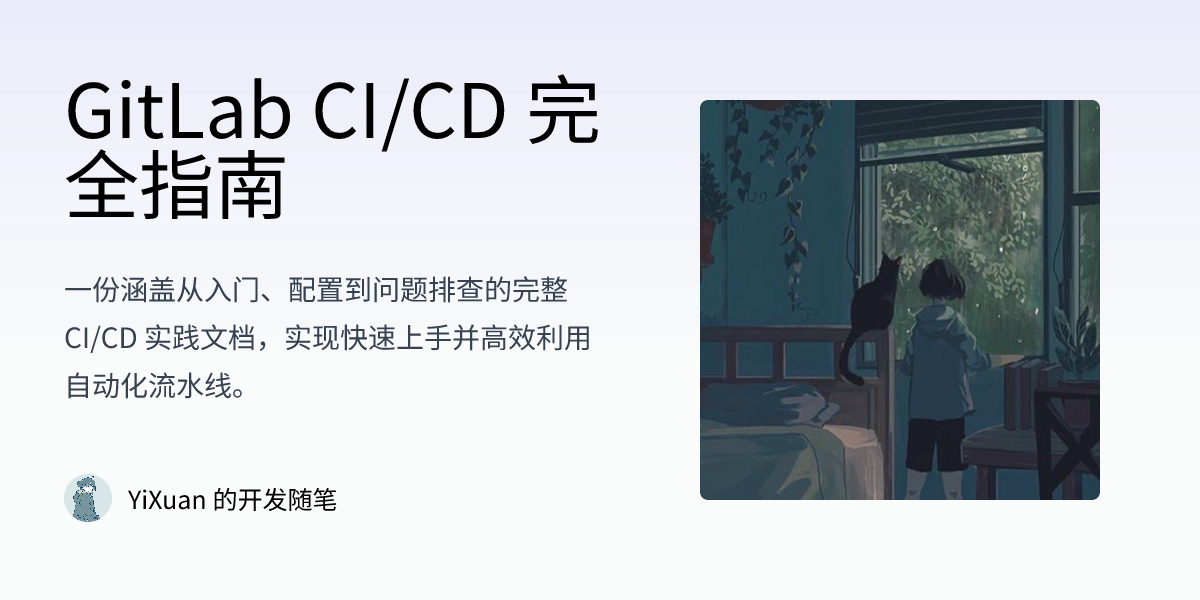 GitLab CI/CD 完
全指南
一份涵盖从入门、配置到问题排查的完整
CI/CD 实践文档，实现快速上手并高效利用
自动化流水线。
YiXuan 的开发随笔